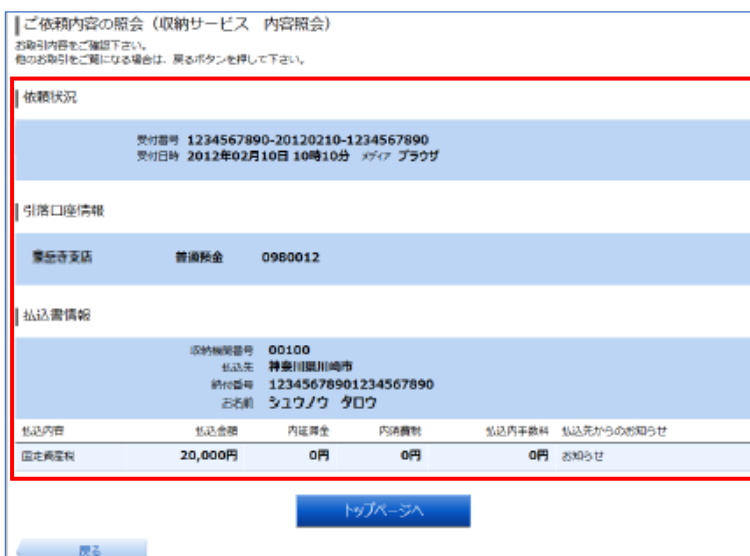 ご依頼内容の照会（収納サービス　内容照会）
お取引内容をご確認下さい。
他のお取引をご覧になる場合は、戻るボタンを押して下さい。
依頼状況
受付番号 1234567890-20120210-1234567890
受付日時 2012年02月10日 10時10分 メディア ブラウザ
引落口座情報
支店 普通預金 0980012
払込書情報
収納機関番号 00100
払込先 神奈川県川崎市
納付番号 12345678901234567890
お名前 シュウノウ タロウ
払込内容 払込金額 内延滞金 内消費税 払込内手数料 払込先からのお知らせ
固定資産税 20,000円 0円 0円 0円 お知らせ
トップページへ
戻る